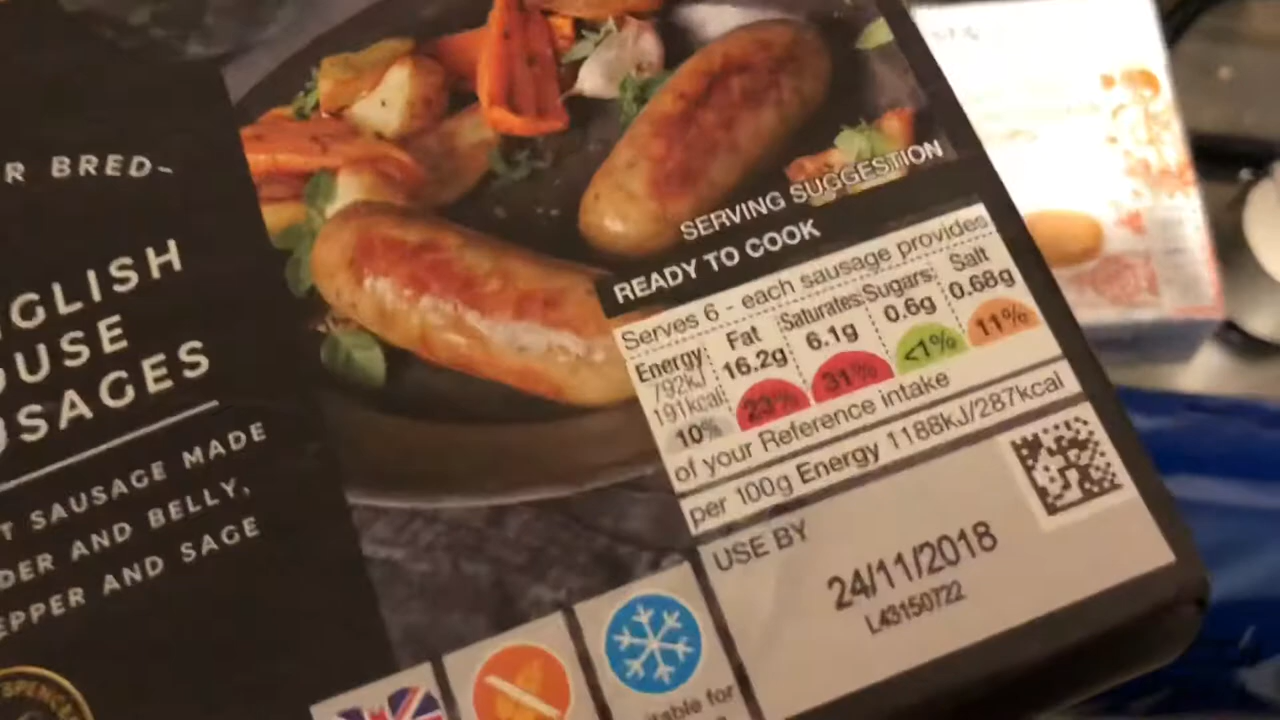 R BRED-
GLISH
USE
SAGES
T SAUSAGE MADE
DER AND BELLY,
EPPER AND SAGE
SPENCE
SERVING SUGGESTION
READY TO COOK
Serves 6 - each sausage provides
Energy Fat Saturates Sugars Salt
792kJ 16.2g 6.1g 0.6g 0.68g
191kcal
10% 23% 31% <1% 11%
of your Reference intake
per 100g Energy 1188kJ/287kcal
USE BY
24/11/2018
L43150722
table for